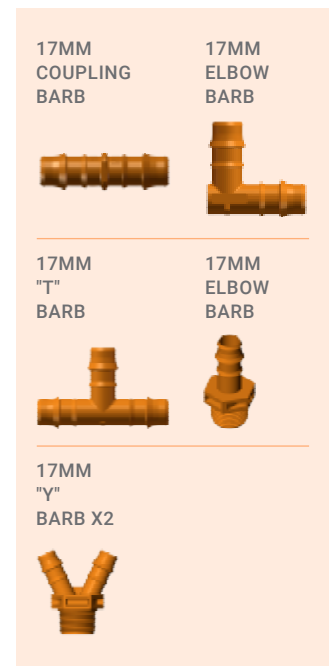 17MM
COUPLING
BARB
17MM
ELBOW
BARB
17MM
"T"
BARB
17MM
ELBOW
BARB
17MM
"Y"
BARB X2